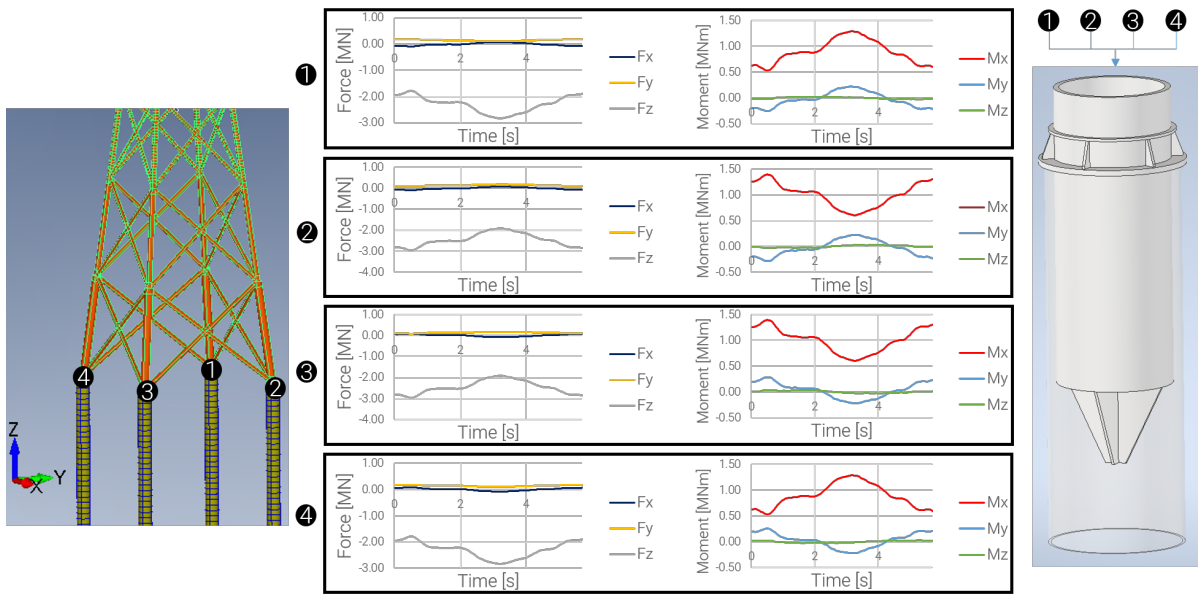 ❶ ❷ ❸ ❹
4
3
1
2
Z
Y
X
❶
Force [MN]
1.00
0.00
-1.00
-2.00
-3.00
0 2 4
Time [s]
Fx
Fy
Fz
Moment [MNm]
1.50
1.00
0.50
0.00
-0.50
0 2 4
Time [s]
Mx
My
Mz
❷
Force [MN]
1.00
0.00
-1.00
-2.00
-3.00
-4.00
0 2 4
Time [s]
Fx
Fy
Fz
Moment [MNm]
1.50
1.00
0.50
0.00
-0.50
0 2 4
Time [s]
Mx
My
Mz
❸
Force [MN]
1.00
0.00
-1.00
-2.00
-3.00
-4.00
0 2 4
Time [s]
Fx
Fy
Fz
Moment [MNm]
1.50
1.00
0.50
0.00
-0.50
0 2 4
Time [s]
Mx
My
Mz
❹
Force [MN]
1.00
0.00
-1.00
-2.00
-3.00
0 2 4
Time [s]
Fx
Fy
Fz
Moment [MNm]
1.50
1.00
0.50
0.00
-0.50
0 2 4
Time [s]
Mx
My
Mz